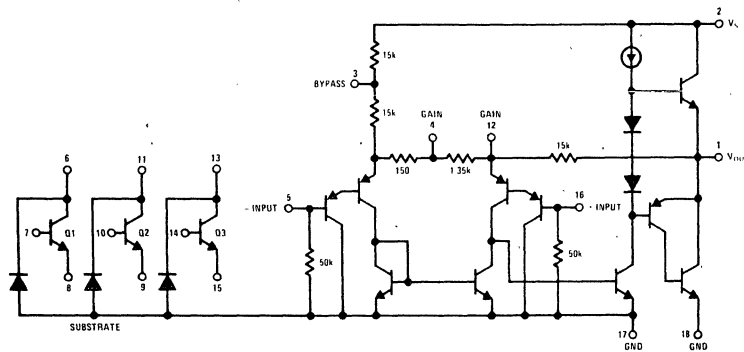 2
15k
3
BYPASS
15k
GAIN
4
GAIN
12
15k
1
150
1.35k
6
11
13
5
- INPUT
16
INPUT
7
Q1
10
Q2
14
Q3
50k
50k
8
9
15
SUBSTRATE
17
GND
18
GND